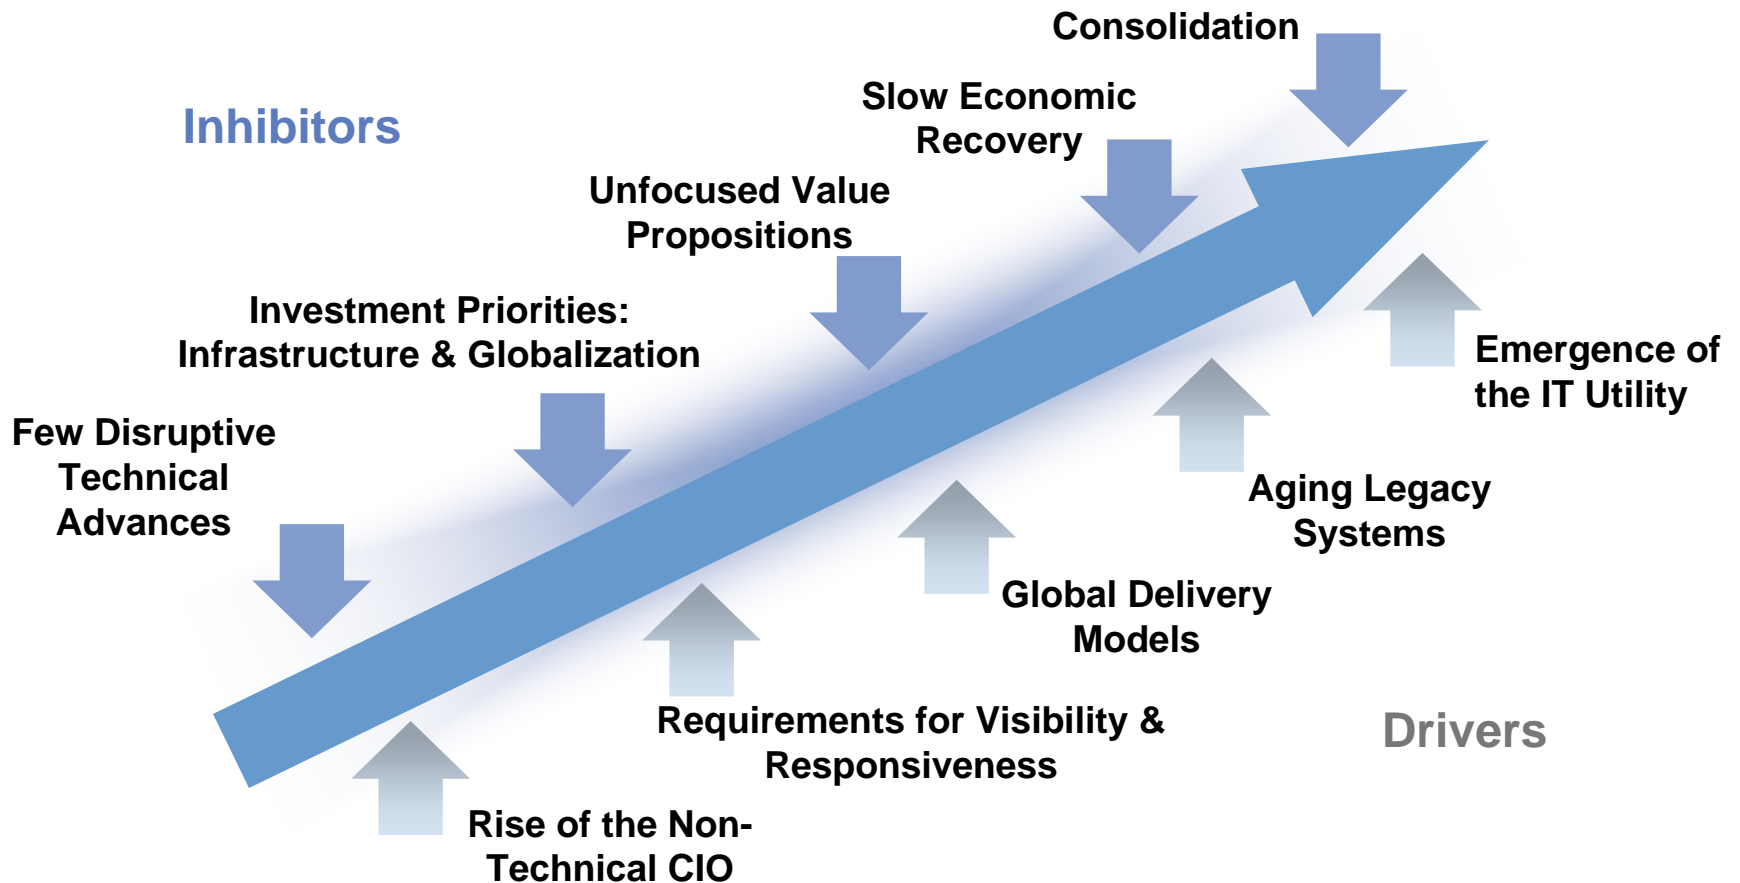 Consolidation
Slow Economic
Recovery
Inhibitors
Unfocused Value
Propositions
Investment Priorities:
Infrastructure & Globalization
Few Disruptive
Technical
Advances
Emergence of
the IT Utility
Aging Legacy
Systems
Global Delivery
Models
Requirements for Visibility &
Responsiveness
Drivers
Rise of the Non-
Technical CIO